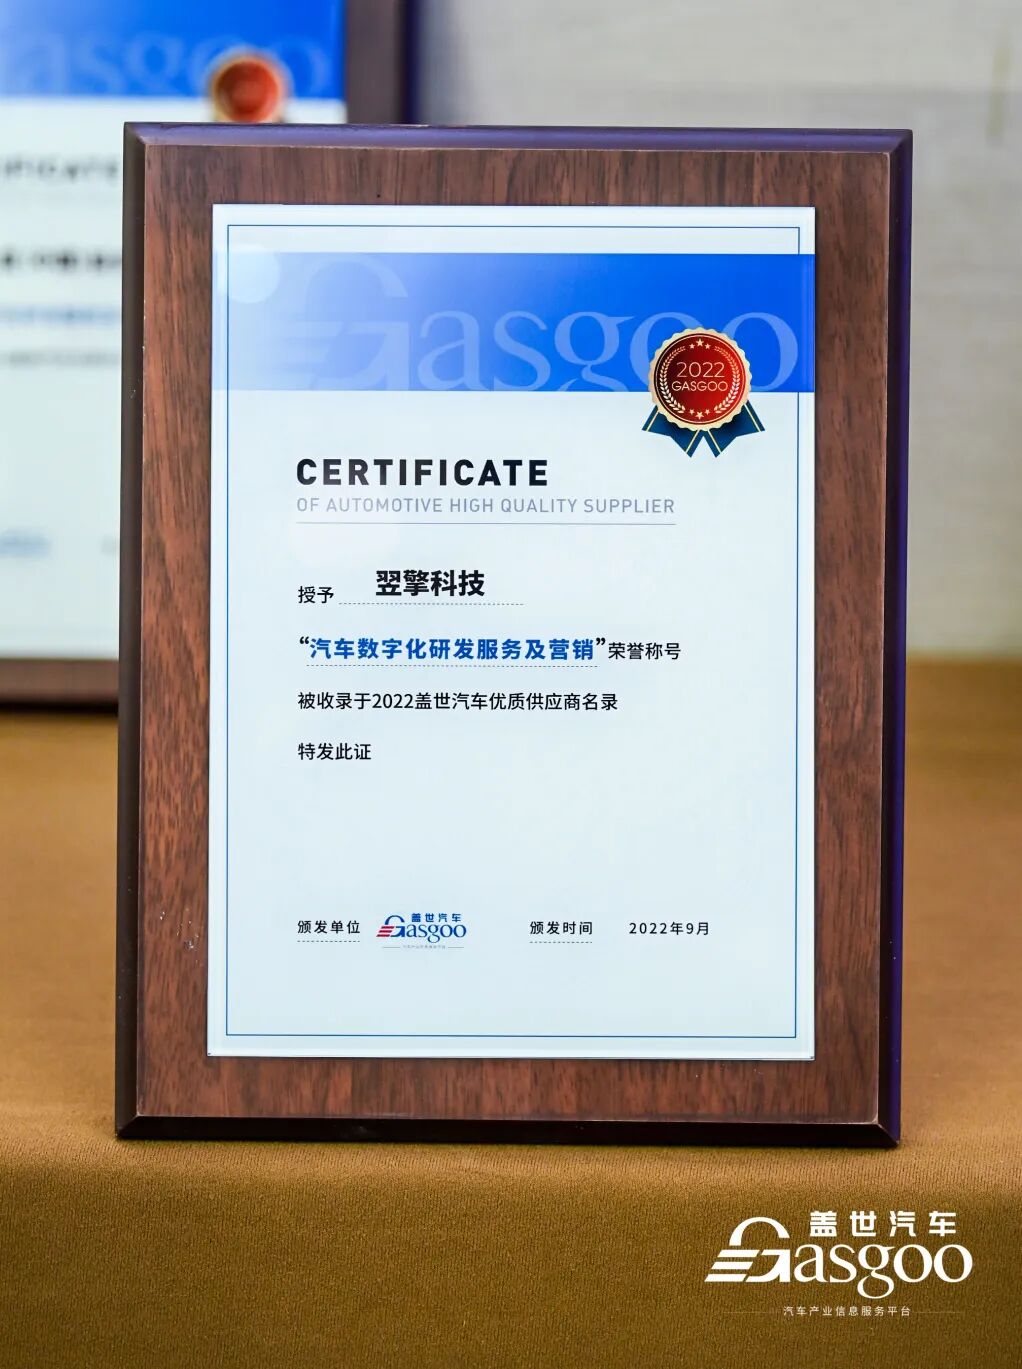 Gasgoo
2022
GASGOO
CERTIFICATE
OF AUTOMOTIVE HIGH QUALITY SUPPLIER
授予 翌擎科技
“汽车数字化研发服务及营销”荣誉称号
被收录于2022盖世汽车优质供应商名录
特发此证
颁发单位 盖世汽车 Gasgoo 颁发时间 2022年9月
盖世汽车
Gasgoo
汽车产业信息服务平台